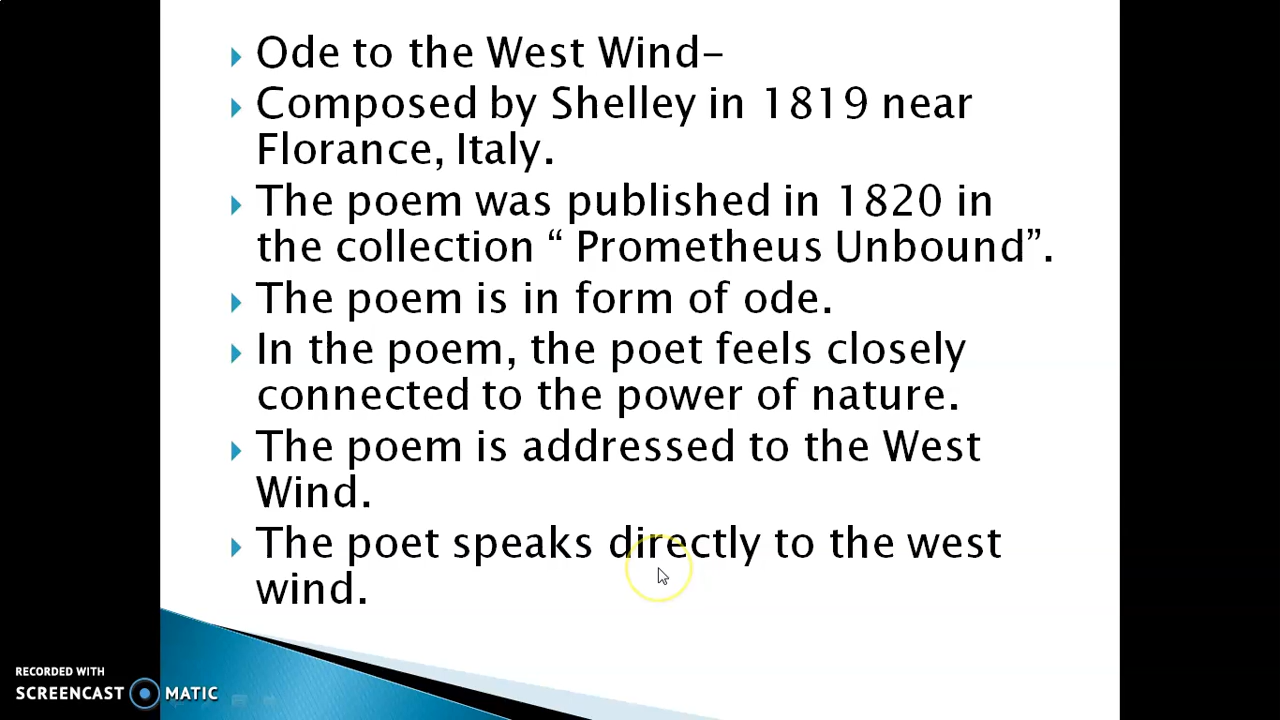 Ode to the West Wind-
Composed by Shelley in 1819 near
Florance, Italy.
The poem was published in 1820 in
the collection “ Prometheus Unbound”.
The poem is in form of ode.
In the poem, the poet feels closely
connected to the power of nature.
The poem is addressed to the West
Wind.
The poet speaks directly to the west
wind.
RECORDED WITH
SCREENCAST MATIC